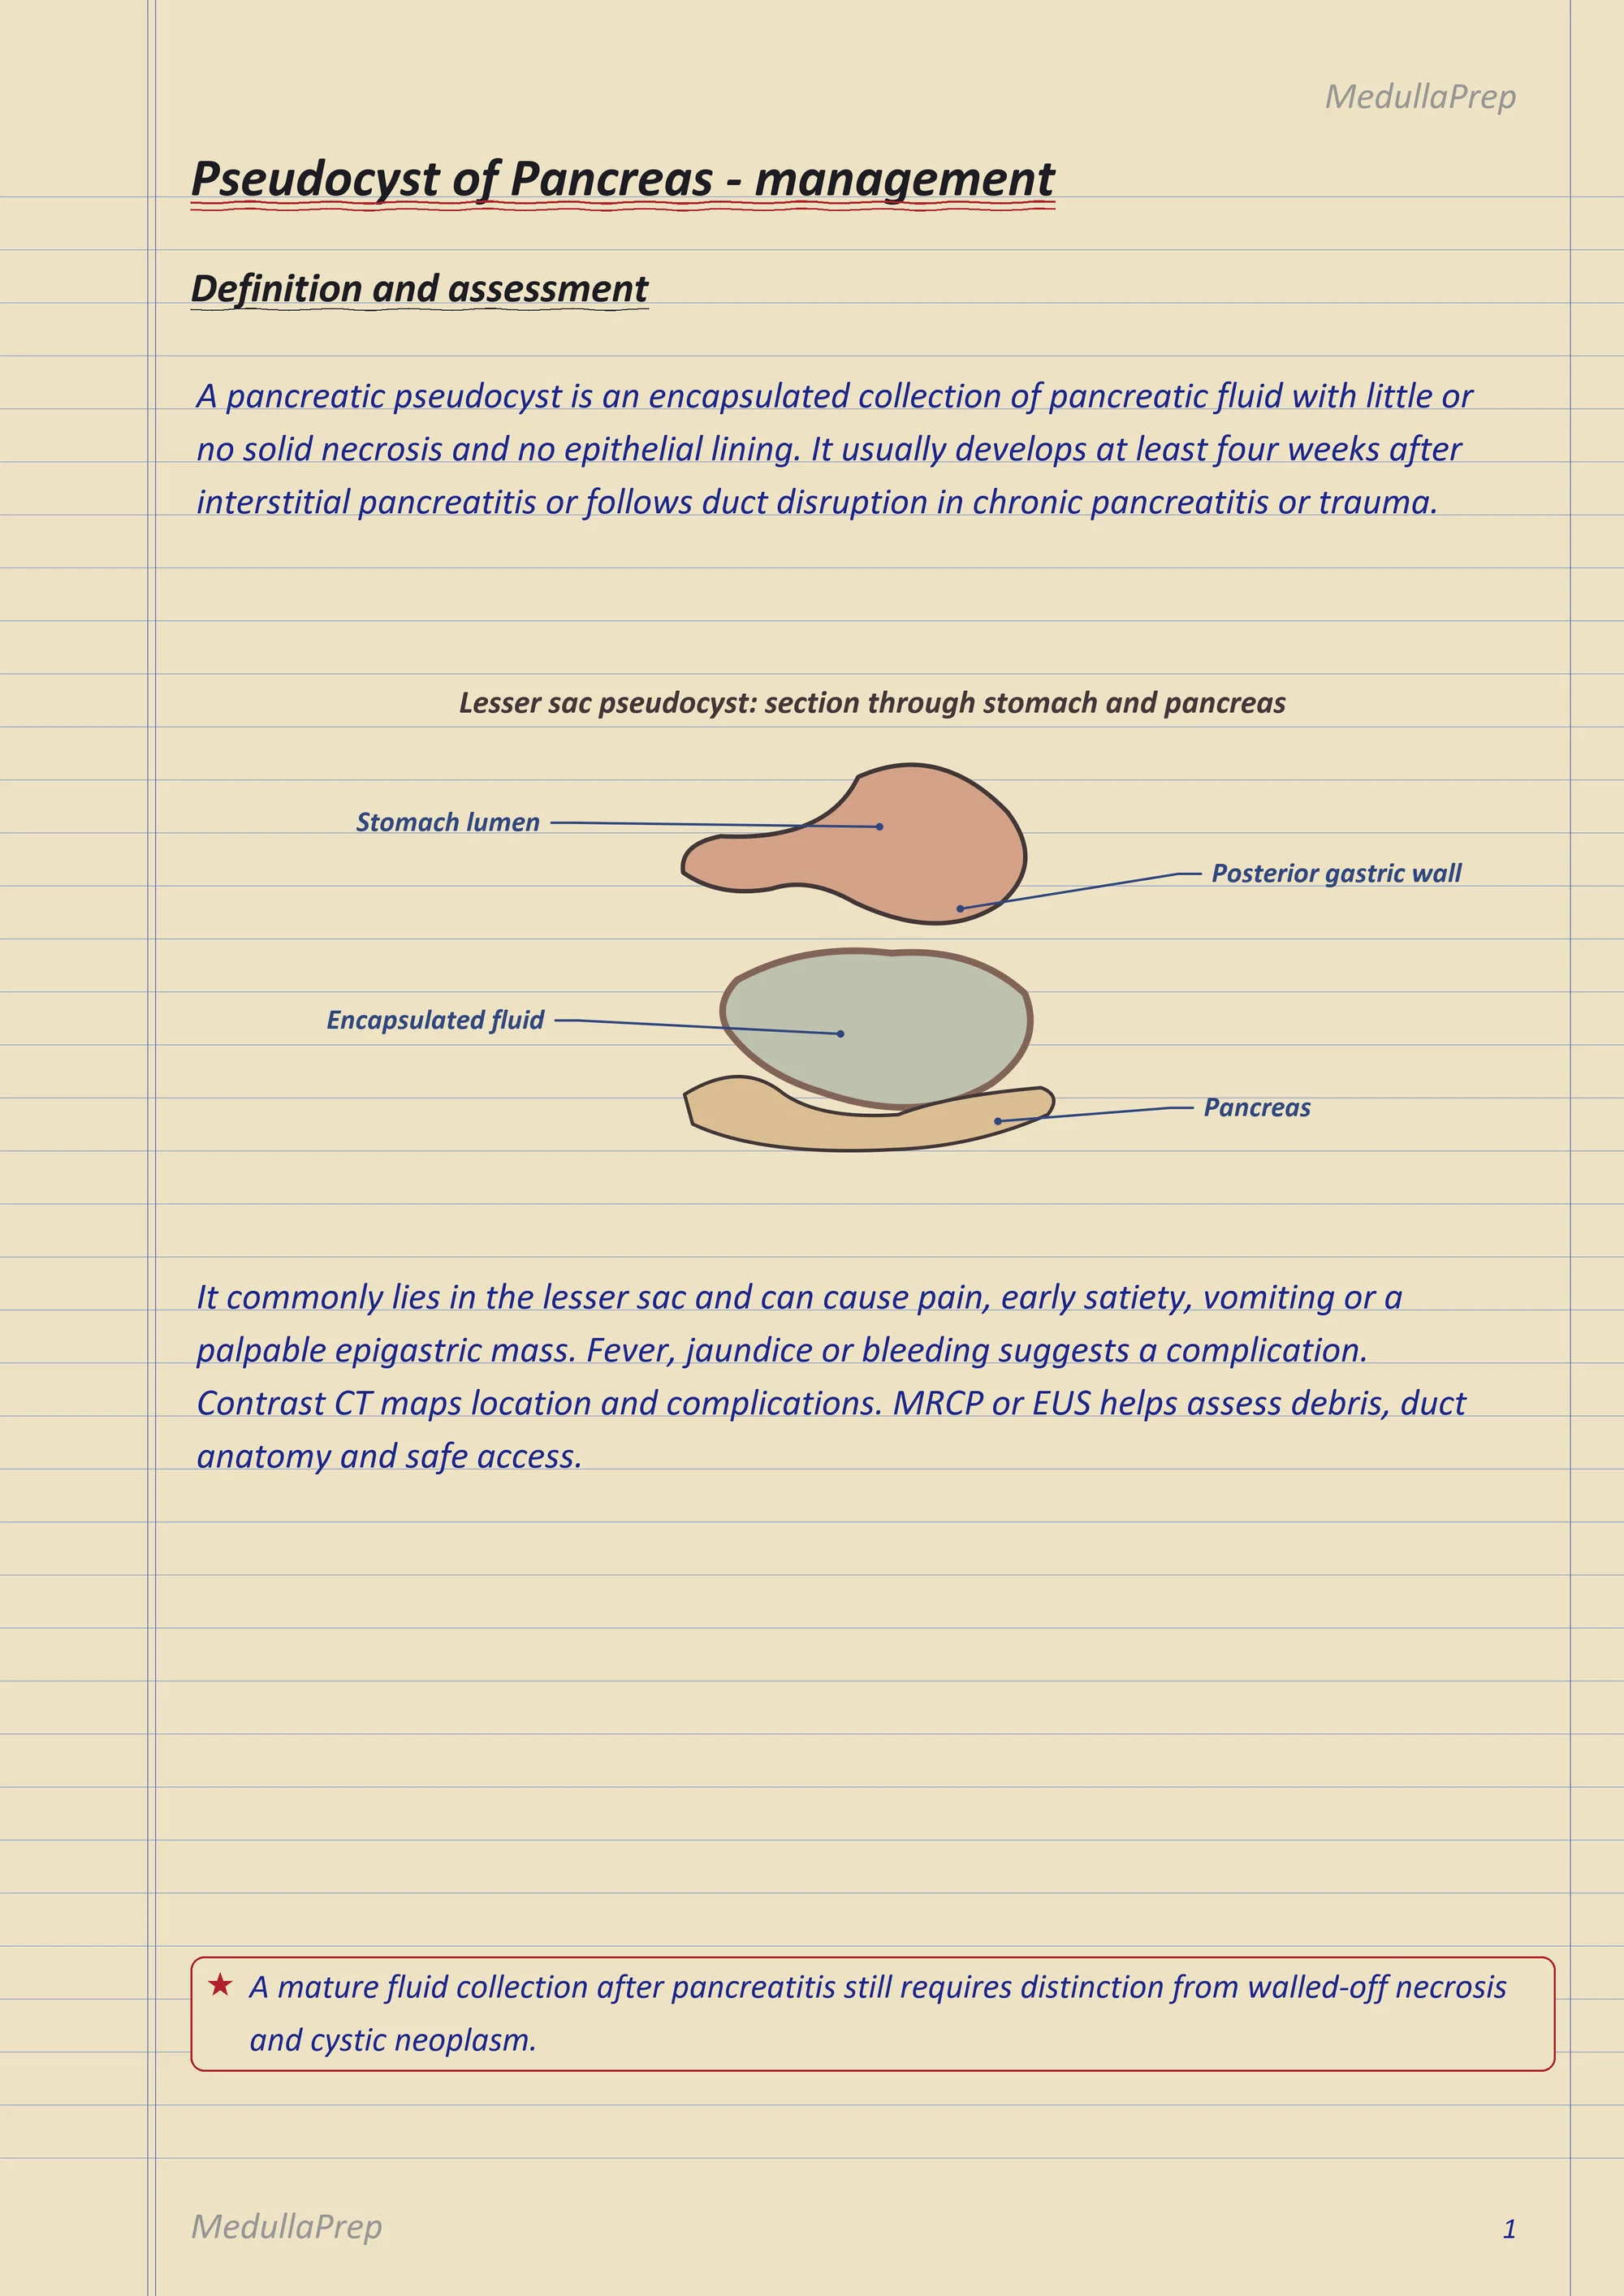 MedullaPrep
Pseudocyst of Pancreas - management
Definition and assessment
A pancreatic pseudocyst is an encapsulated collection of pancreatic fluid with little or
no solid necrosis and no epithelial lining. It usually develops at least four weeks after
interstitial pancreatitis or follows duct disruption in chronic pancreatitis or trauma.
Lesser sac pseudocyst: section through stomach and pancreas
Stomach lumen
Posterior gastric wall
Encapsulated fluid
Pancreas
It commonly lies in the lesser sac and can cause pain, early satiety, vomiting or a
palpable epigastric mass. Fever, jaundice or bleeding suggests a complication.
Contrast CT maps location and complications. MRCP or EUS helps assess debris, duct
anatomy and safe access.
★ A mature fluid collection after pancreatitis still requires distinction from walled-off necrosis
and cystic neoplasm.
MedullaPrep
1